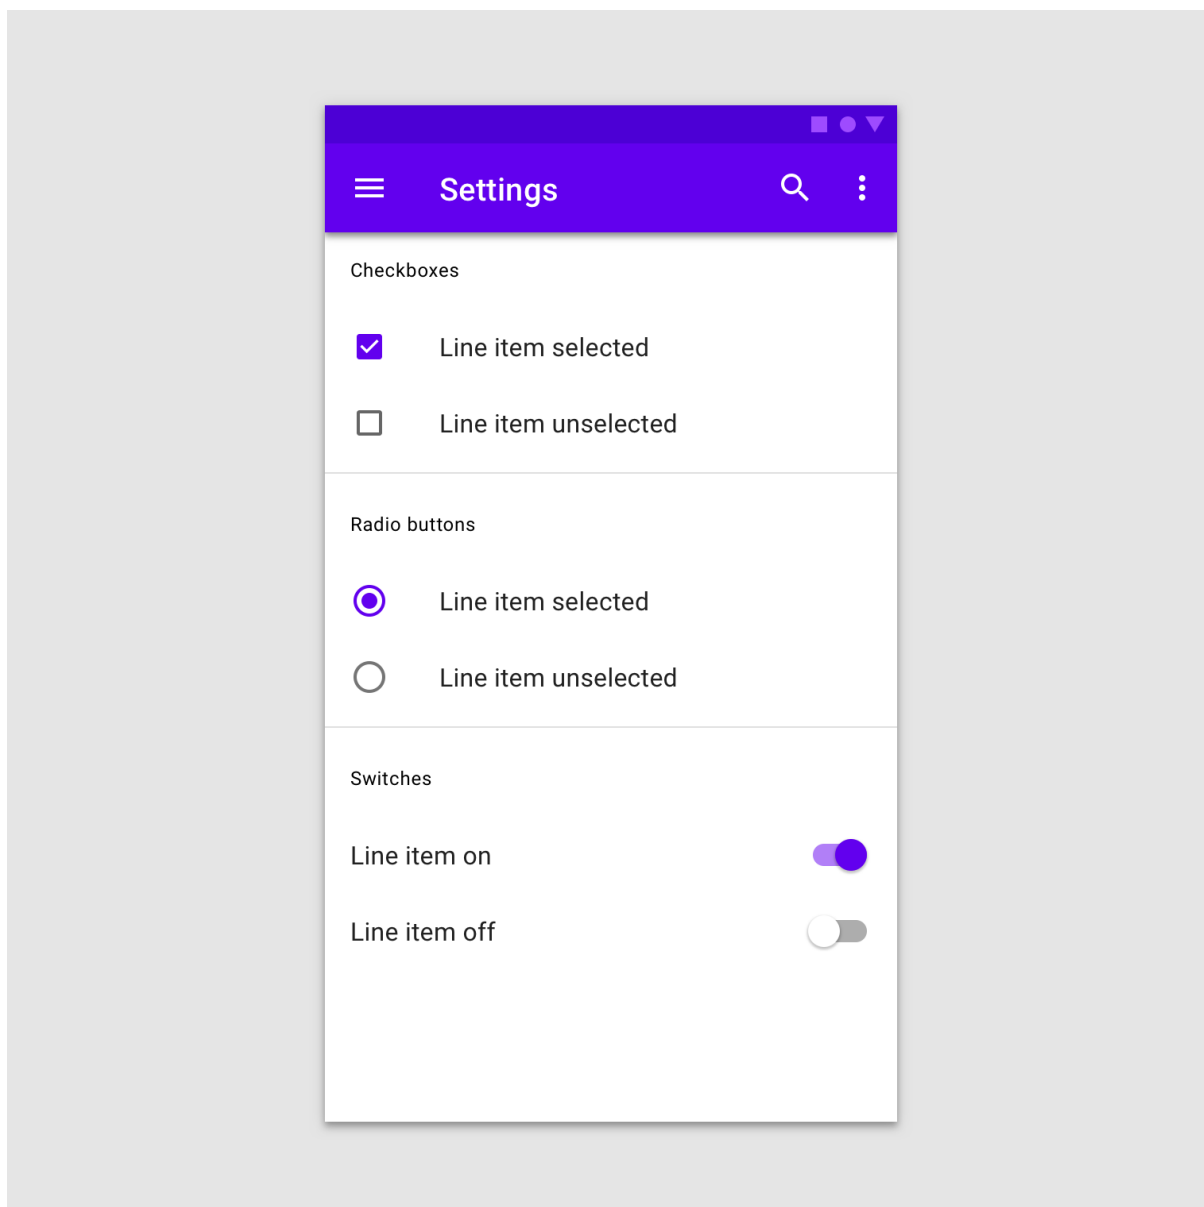 Settings
Checkboxes
Line item selected
Line item unselected
Radio buttons
Line item selected
Line item unselected
Switches
Line item on
Line item off